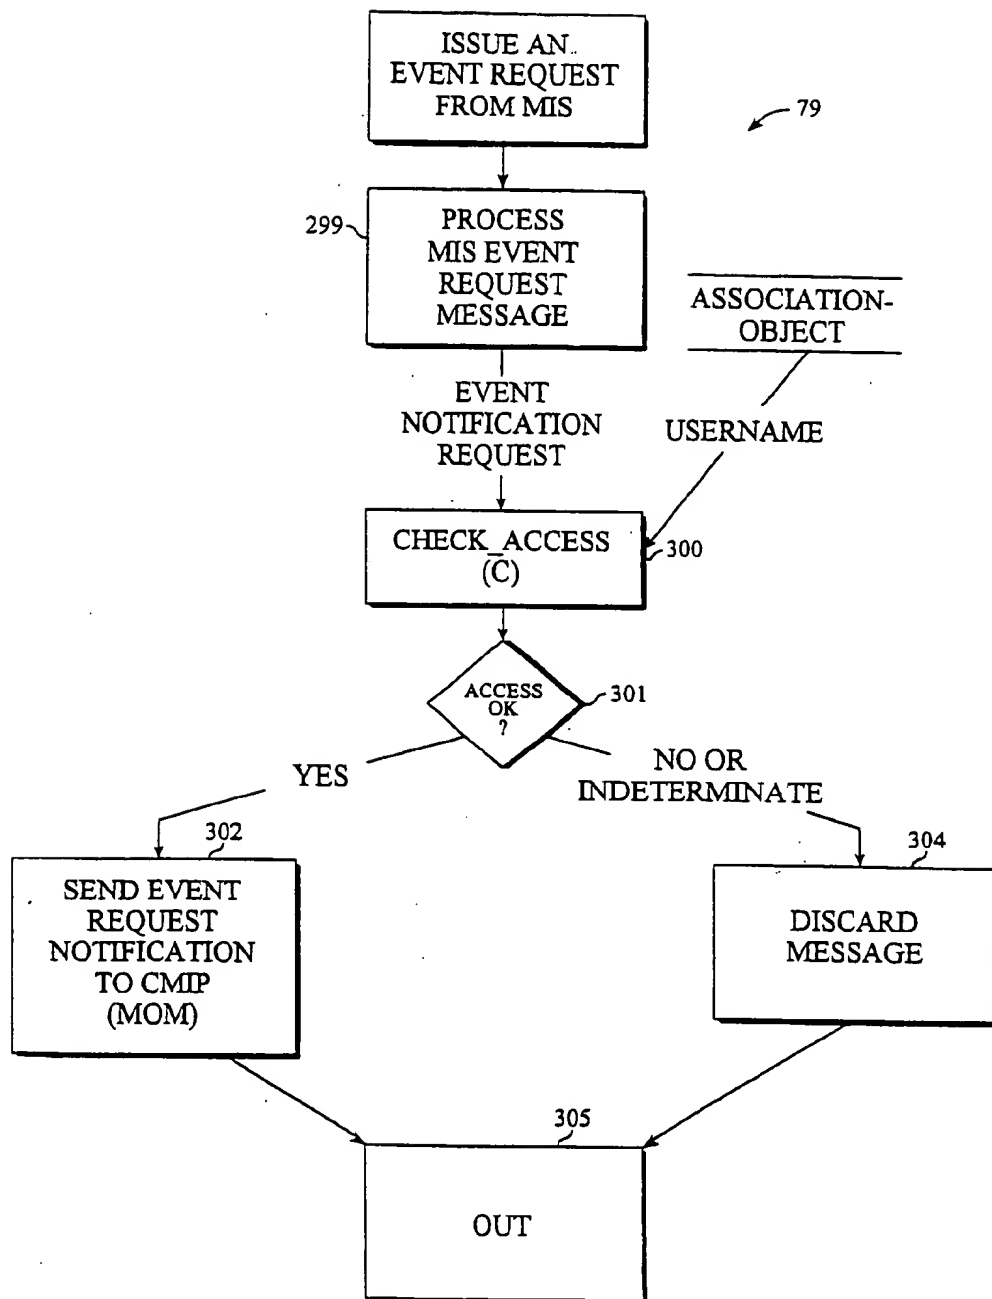 ISSUE AN
EVENT REQUEST
FROM MIS
79
299
PROCESS
MIS EVENT
REQUEST
MESSAGE
ASSOCIATION-
OBJECT
EVENT
NOTIFICATION
REQUEST
USERNAME
CHECK_ACCESS
(C)
300
ACCESS
OK
?
301
YES
NO OR
INDETERMINATE
302
SEND EVENT
REQUEST
NOTIFICATION
TO CMIP
(MOM)
304
DISCARD
MESSAGE
305
OUT